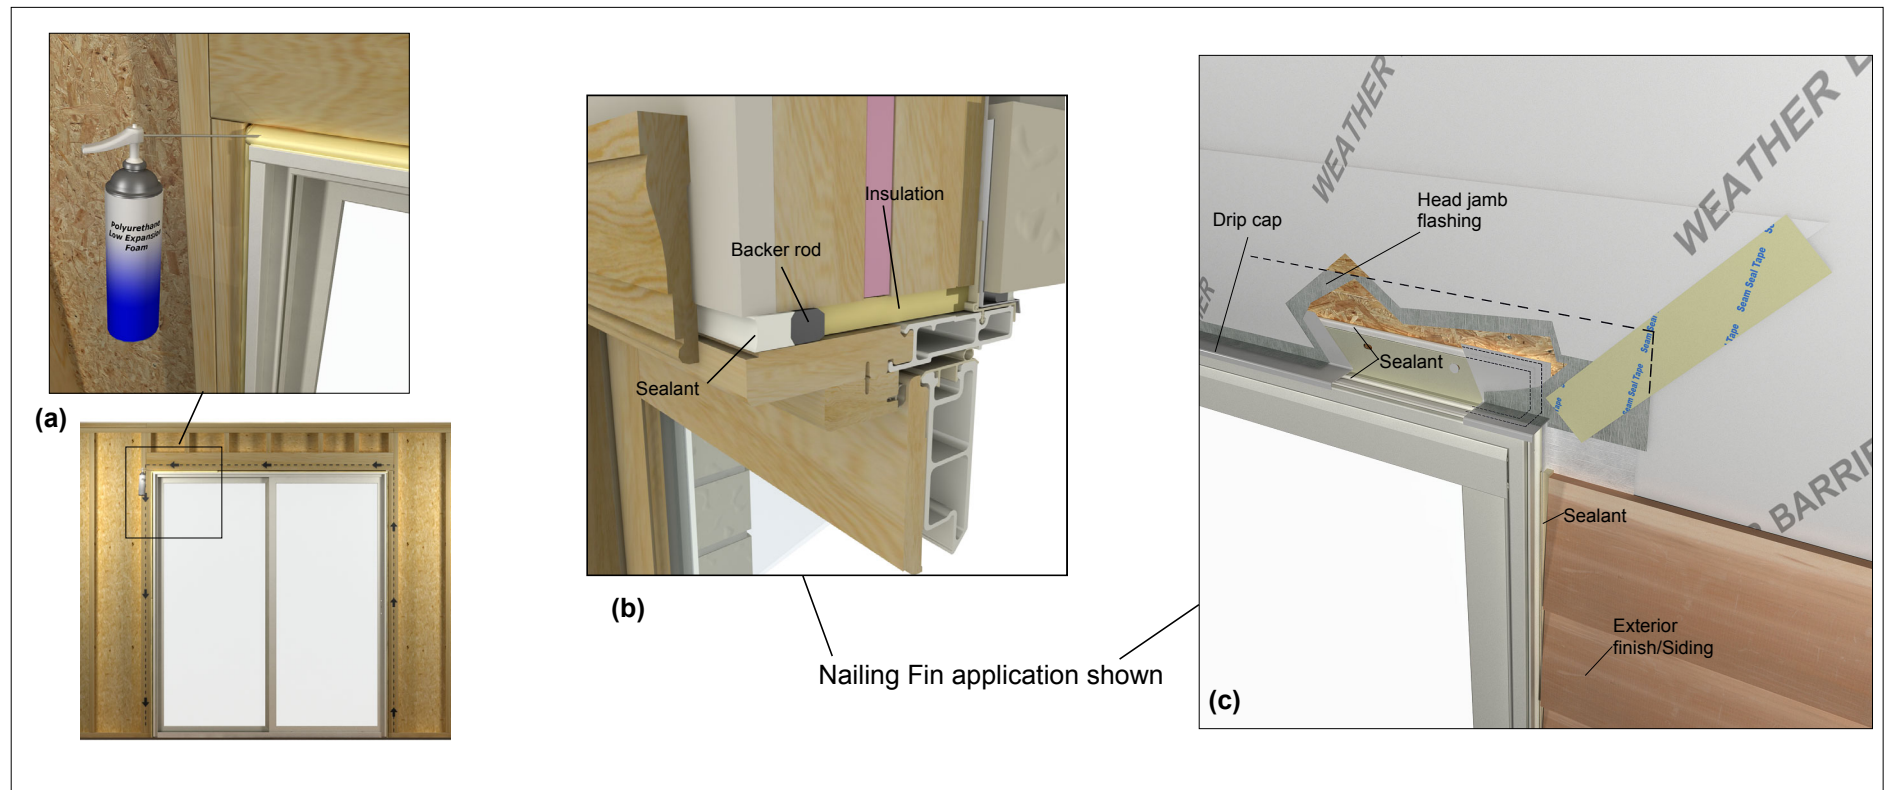 Polyurethane
Low Expansion
Foam
(a)
Insulation
Backer rod
Sealant
(b)
Nailing Fin application shown
WEATHER
WEATHER
Drip cap
Head jamb
flashing
Seam Seal Tape
Seam Seal Tape
Sealant
Sealant
BARRIE
Exterior
finish/Siding
(c)